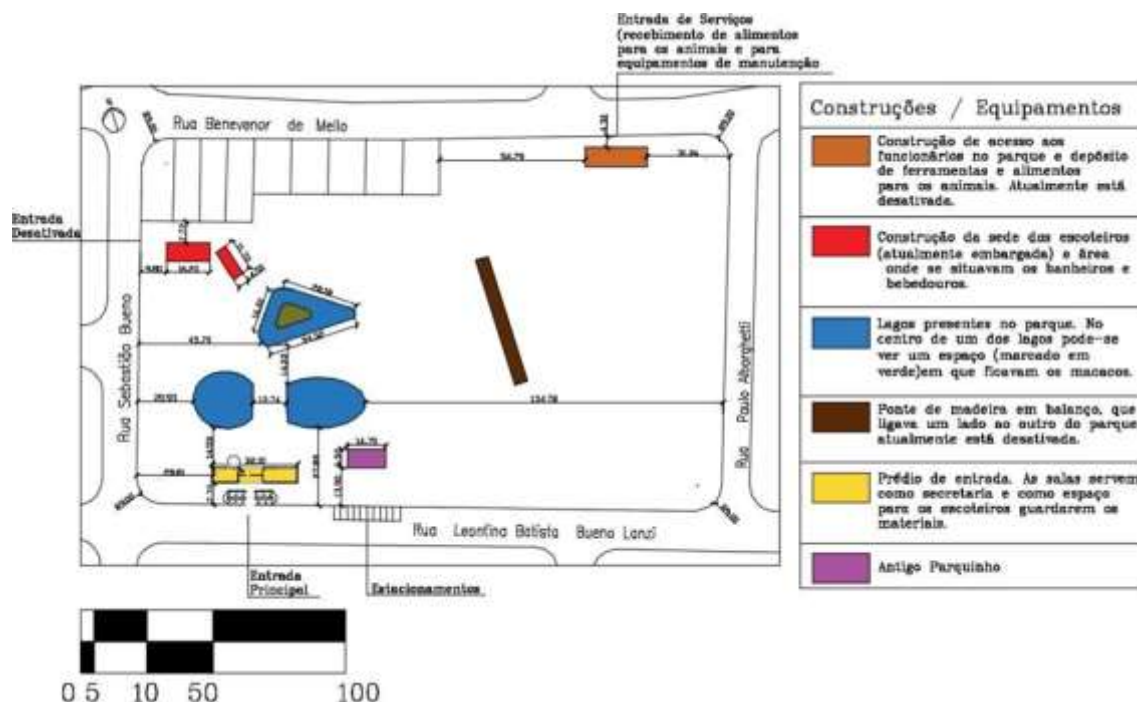 Entrada de Serviços
(recebimento de alimentos
para os animais e para
equipamentos de manutenção
Rua Benevenor de Mello
Entrada
Desativada
Rua Sebastião Bueno
Rua Paulo Alborghetti
43.75
134.78
Rua Leontina Batista Bueno Lanzi
Entrada
Principal
Estacionamentos
0 5 10 50 100
Construções / Equipamentos
Construção de acesso aos
funcionários no parque e depósito
de ferramentas e alimentos
para os animais. Atualmente está
desativada.
Construção da sede dos escoteiros
(atualmente embargada) e área
onde se situavam os banheiros e
bebedouros.
Lagos presentes no parque. No
centro de um dos lagos pode-se
ver um espaço (marcado em
verde)em que ficavam os macacos.
Ponte de madeira em balanço, que
ligava um lado ao outro do parque
atualmente está desativada.
Prédio de entrada. As salas servem
como secretaria e como espaço
para os escoteiros guardarem os
materiais.
Antigo Parquinho